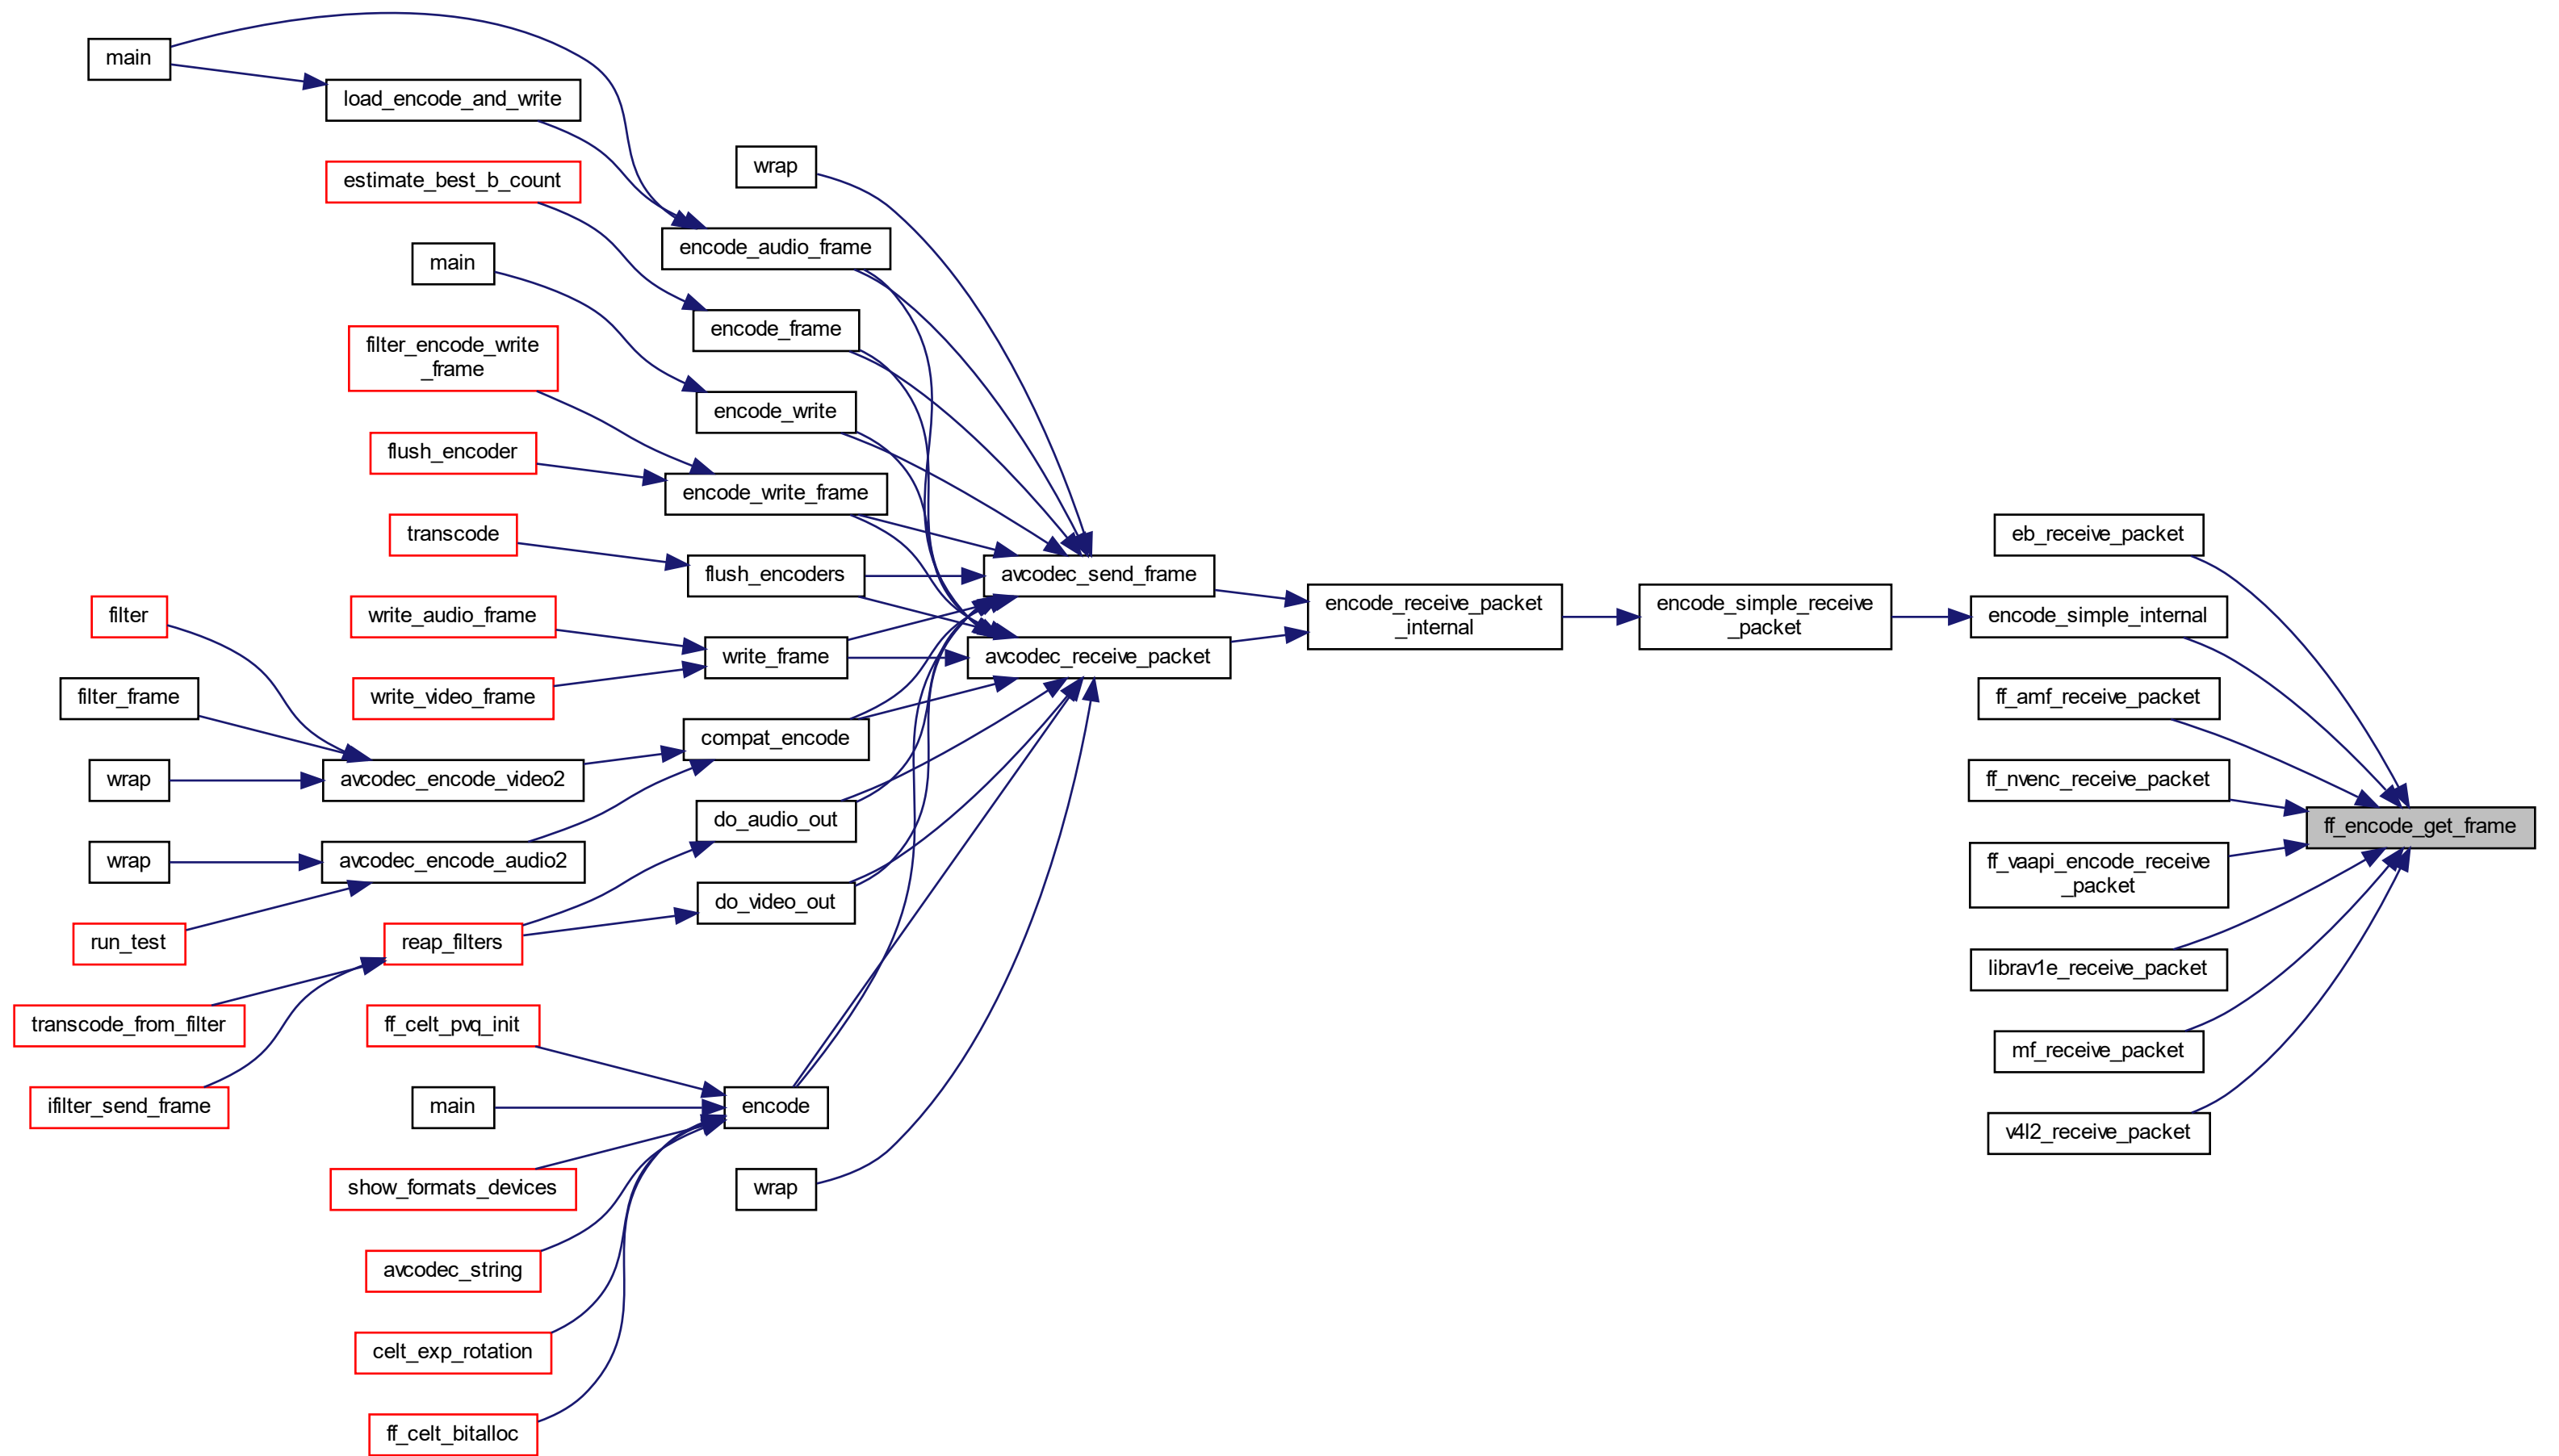 main
load_encode_and_write
estimate_best_b_count
main
filter_encode_write
_frame
flush_encoder
transcode
filter
write_audio_frame
write_video_frame
filter_frame
wrap
avcodec_encode_video2
wrap
avcodec_encode_audio2
run_test
reap_filters
transcode_from_filter
ifilter_send_frame
ff_celt_pvq_init
main
show_formats_devices
avcodec_string
celt_exp_rotation
ff_celt_bitalloc
wrap
encode_audio_frame
encode_frame
encode_write
encode_write_frame
flush_encoders
write_frame
compat_encode
do_audio_out
do_video_out
encode
wrap
avcodec_send_frame
avcodec_receive_packet
encode_receive_packet
_internal
encode_simple_receive
_packet
eb_receive_packet
encode_simple_internal
ff_amf_receive_packet
ff_nvenc_receive_packet
ff_vaapi_encode_receive
_packet
librav1e_receive_packet
mf_receive_packet
v4l2_receive_packet
ff_encode_get_frame